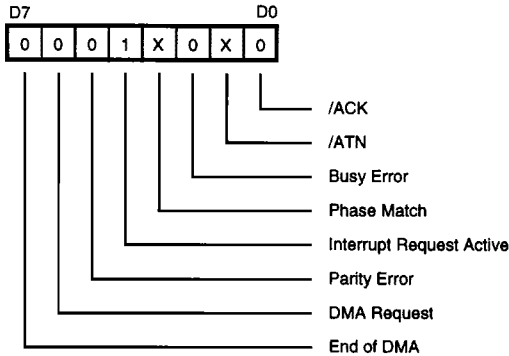 D7 D0
0 0 0 1 X 0 X 0
/ACK
/ATN
Busy Error
Phase Match
Interrupt Request Active
Parity Error
DMA Request
End of DMA